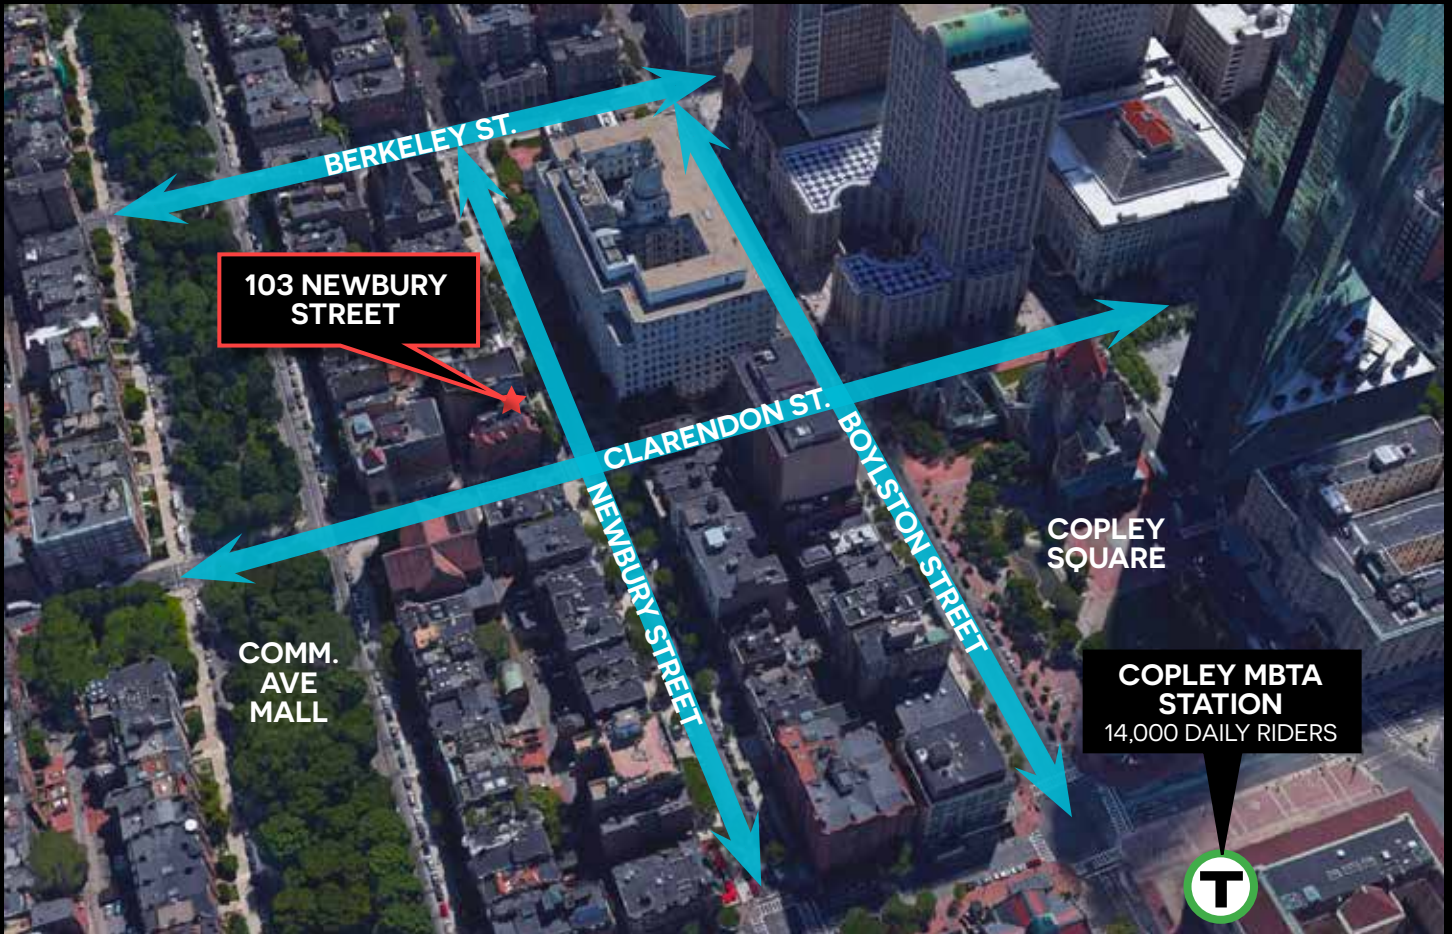 BERKELEY ST.
103 NEWBURY
STREET
CLARENDON ST.
BOYLSTON STREET
NEWBURY STREET
COPLEY
SQUARE
COMM.
AVE
MALL
COPLEY MBTA
STATION
14,000 DAILY RIDERS
T